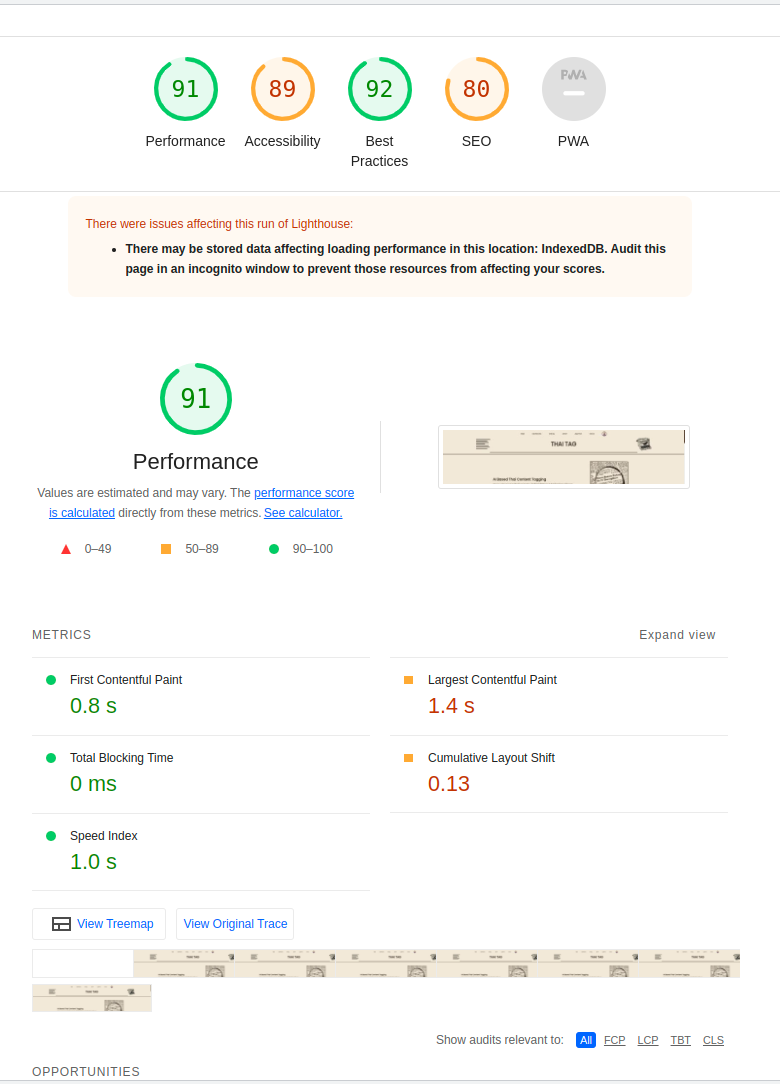 91
89
92
80
PWA
Performance
Accessibility
Best
Practices
SEO
PWA
There were issues affecting this run of Lighthouse:
There may be stored data affecting loading performance in this location: IndexedDB. Audit this
page in an incognito window to prevent those resources from affecting your scores.
91
Performance
Values are estimated and may vary. The performance score
is calculated directly from these metrics. See calculator.
0–49
50–89
90–100
THAI TAG
METRICS
Expand view
First Contentful Paint
0.8 s
Largest Contentful Paint
1.4 s
Total Blocking Time
0 ms
Cumulative Layout Shift
0.13
Speed Index
1.0 s
View Treemap
View Original Trace
Show audits relevant to:
All
FCP
LCP
TBT
CLS
OPPORTUNITIES